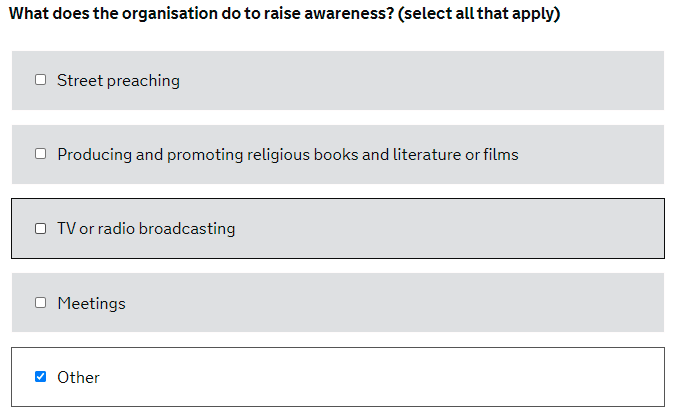 What does the organisation do to raise awareness? (select all that apply)
Street preaching
Producing and promoting religious books and literature or films
TV or radio broadcasting
Meetings
Other